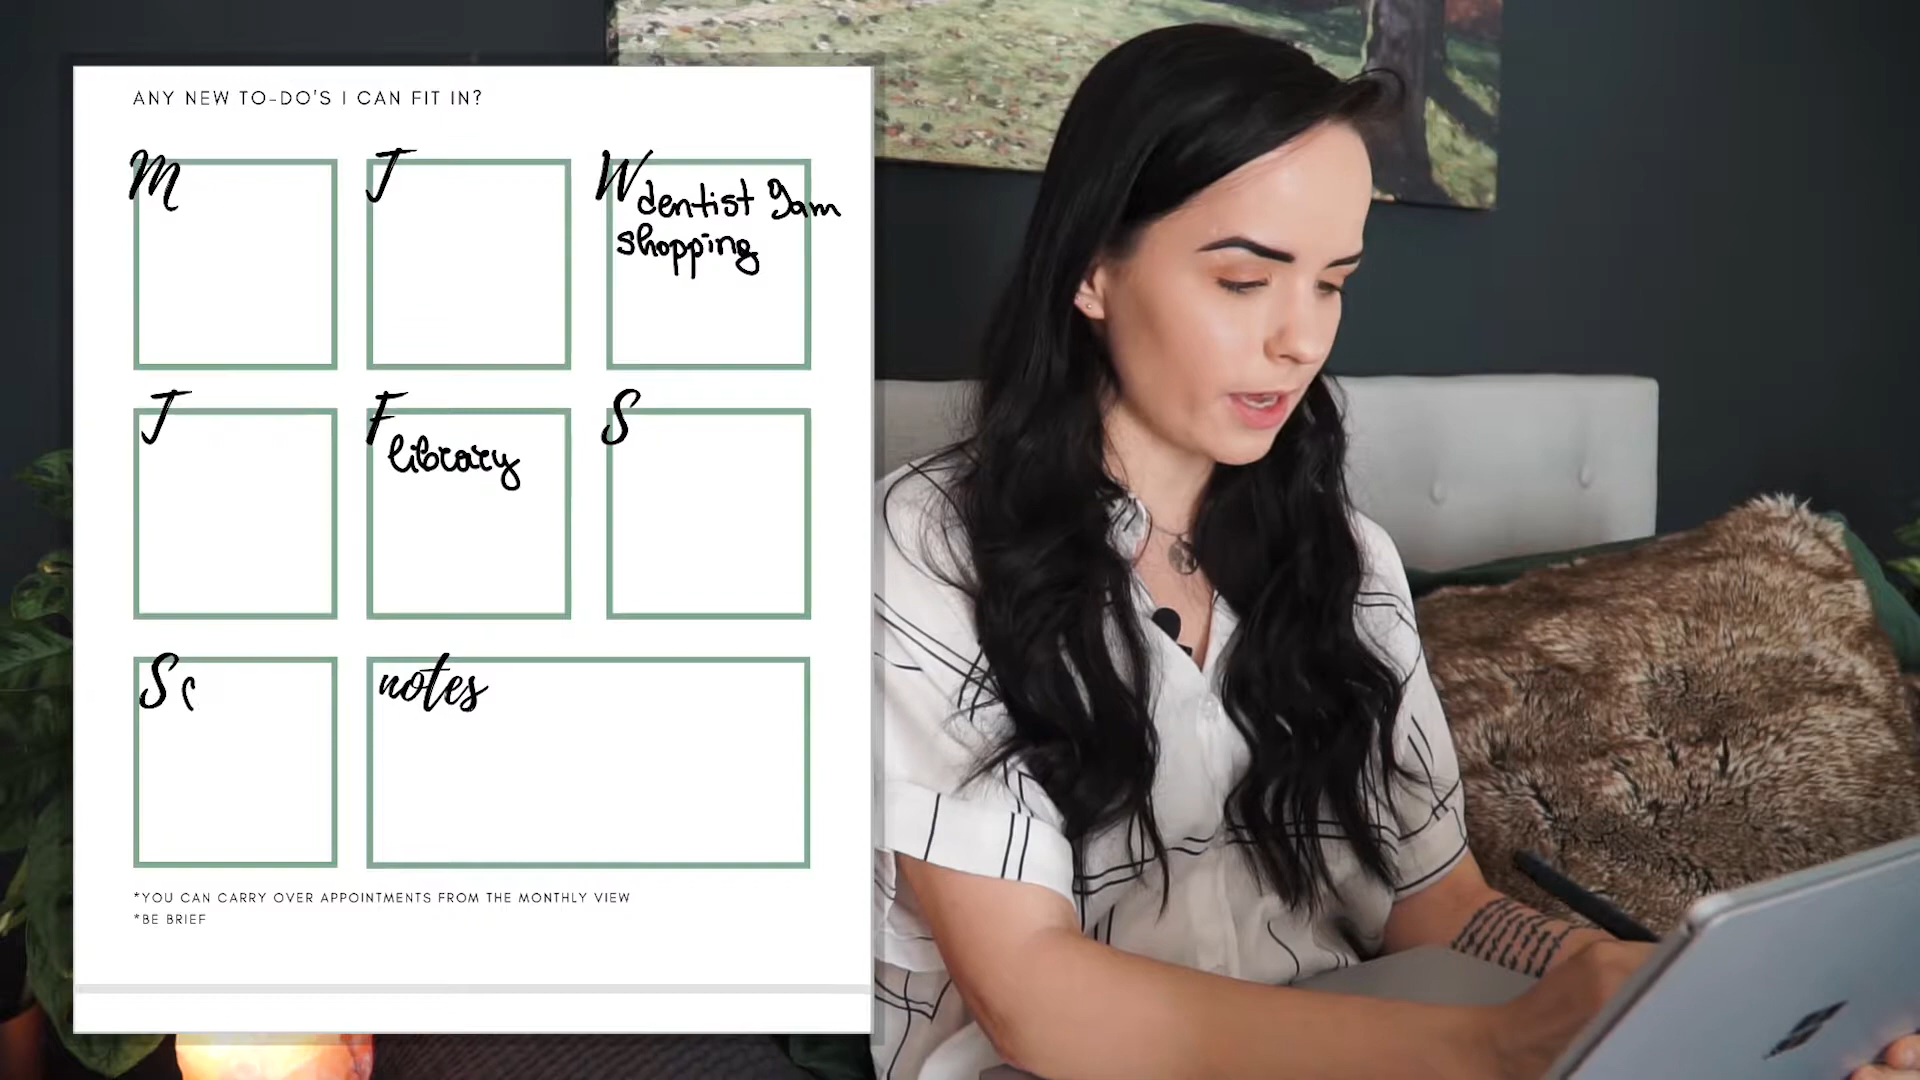 ANY NEW TO-DO'S I CAN FIT IN?
M
T
W
dentist 9am
shopping
T
F
library
S
S
notes
*YOU CAN CARRY OVER APPOINTMENTS FROM THE MONTHLY VIEW
*BE BRIEF